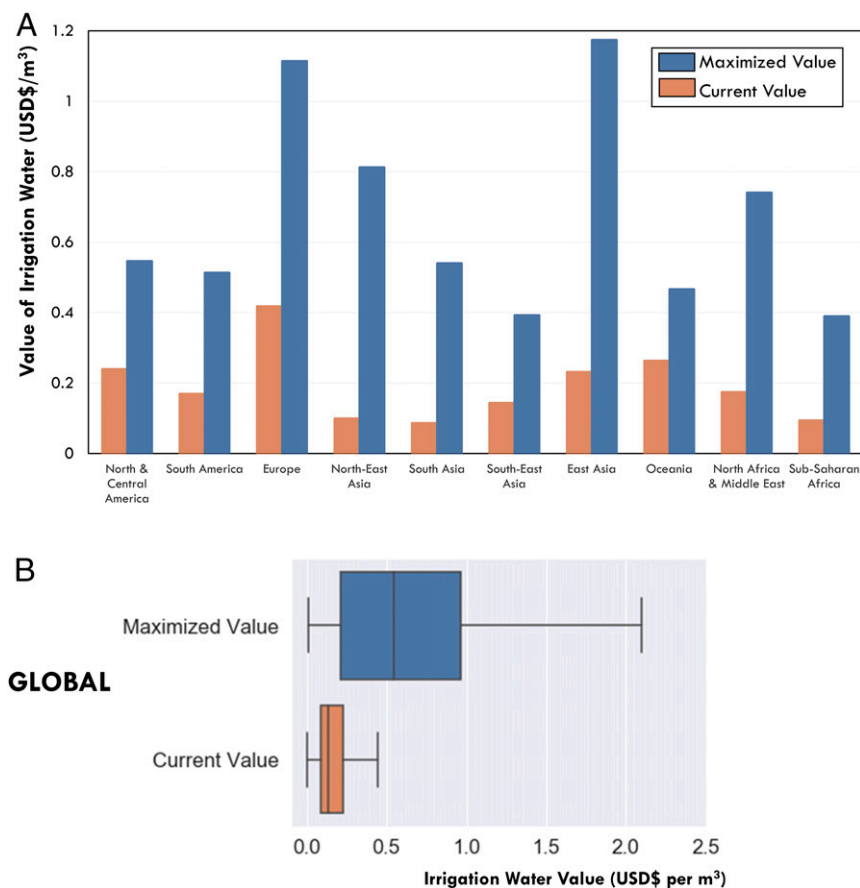 A
Value of Irrigation Water (USD$/m³)
1.2
1
0.8
0.6
0.4
0.2
0
Maximized Value
Current Value
North &
Central
America
South America
Europe
North-East
Asia
South Asia
South-East
Asia
East Asia
Oceania
North Africa
& Middle East
Sub-Saharan
Africa
B
GLOBAL
Maximized Value
Current Value
0.0 0.5 1.0 1.5 2.0 2.5
Irrigation Water Value (USD$ per m³)